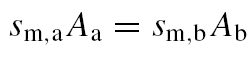 s_{m,a}A_a = s_{m,b}A_b